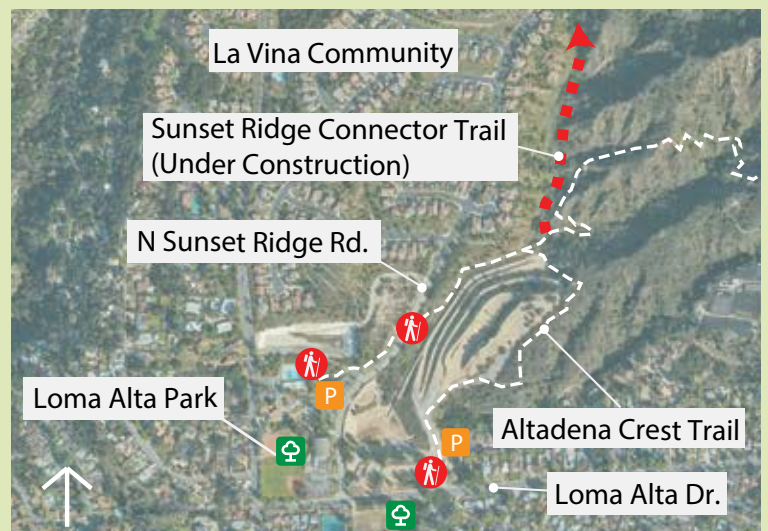 La Vina Community
Sunset Ridge Connector Trail
(Under Construction)
N Sunset Ridge Rd.
P
Loma Alta Park
P
Altadena Crest Trail
Loma Alta Dr.